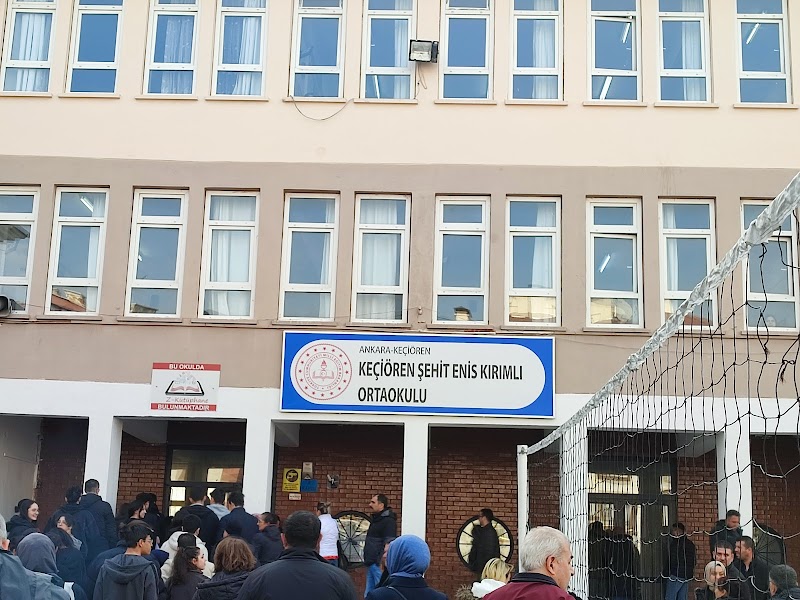 ANKARA-KEÇİÖREN
KEÇİÖREN ŞEHİT ENİS KIRIMLI
ORTAOKULU
BU OKULDA
Z-Kütüphane
BULUNMAKTADIR